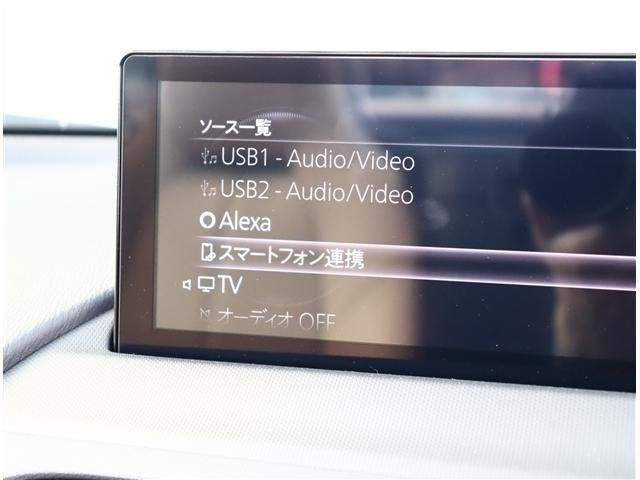 ソース一覧
USB1 - Audio/Video
USB2 - Audio/Video
Alexa
スマートフォン連携
TV
オーディオ OFF